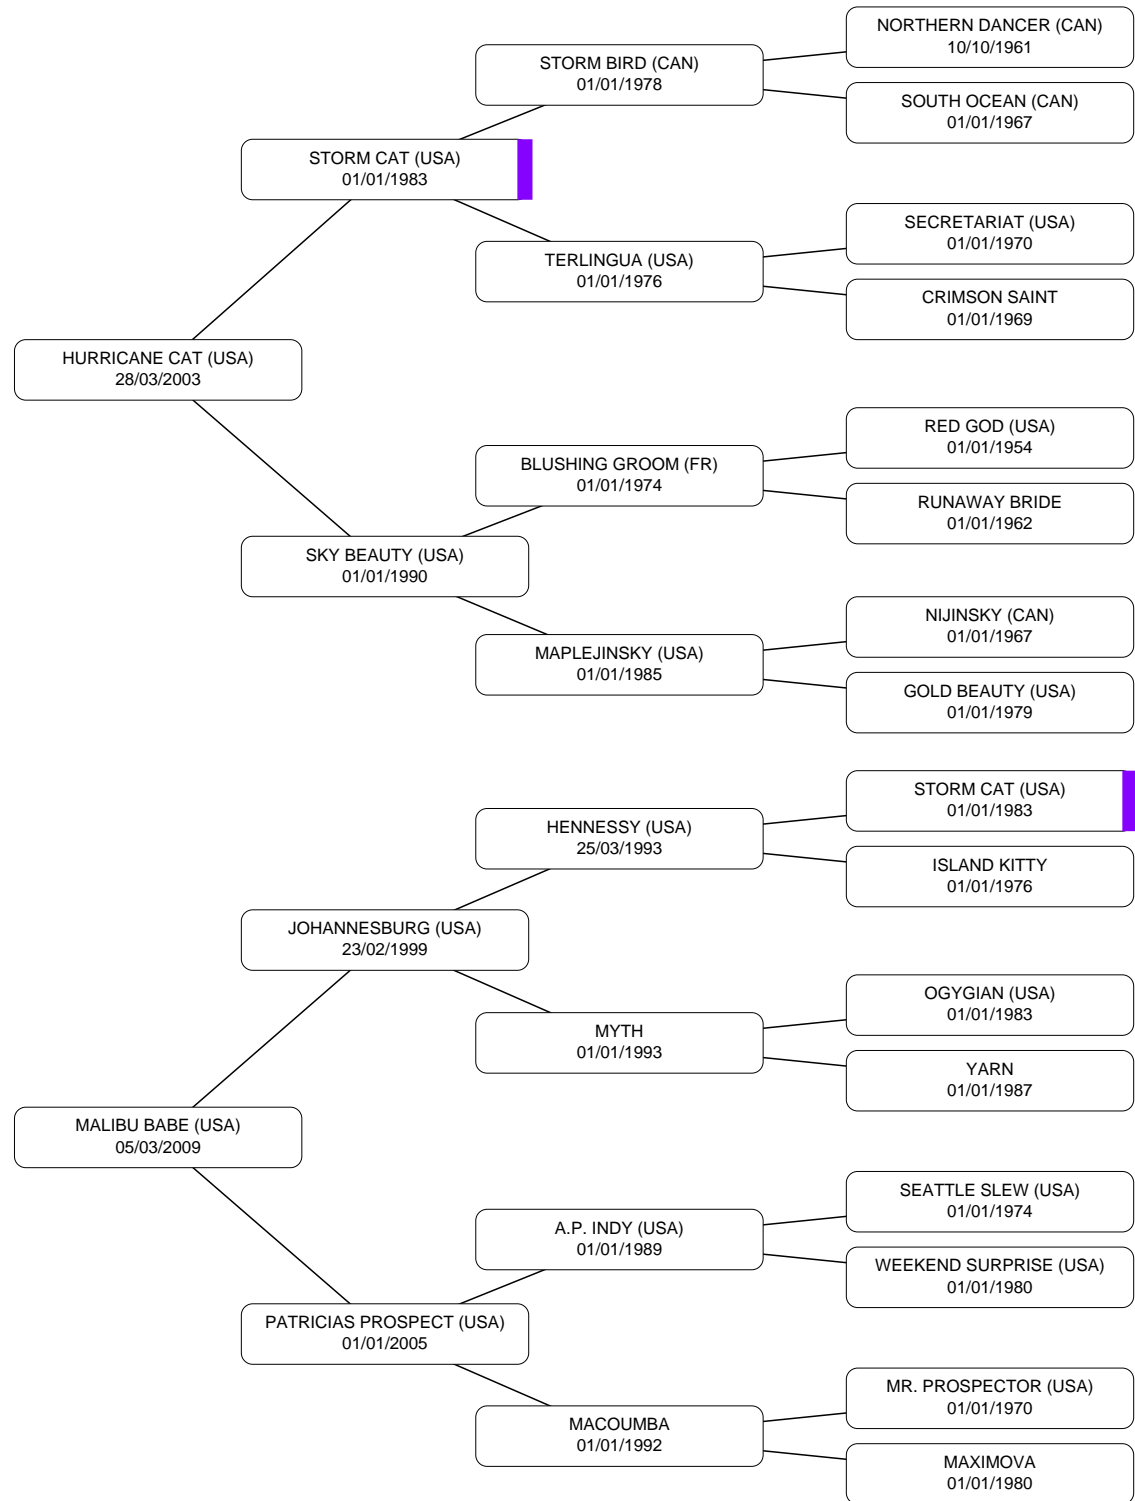 NORTHERN DANCER (CAN)
10/10/1961
STORM BIRD (CAN)
01/01/1978
SOUTH OCEAN (CAN)
01/01/1967
STORM CAT (USA)
01/01/1983
SECRETARIAT (USA)
01/01/1970
TERLINGUA (USA)
01/01/1976
CRIMSON SAINT
01/01/1969
HURRICANE CAT (USA)
28/03/2003
RED GOD (USA)
01/01/1954
BLUSHING GROOM (FR)
01/01/1974
RUNAWAY BRIDE
01/01/1962
SKY BEAUTY (USA)
01/01/1990
NIJINSKY (CAN)
01/01/1967
MAPLEJINSKY (USA)
01/01/1985
GOLD BEAUTY (USA)
01/01/1979
STORM CAT (USA)
01/01/1983
HENNESSY (USA)
25/03/1993
ISLAND KITTY
01/01/1976
JOHANNESBURG (USA)
23/02/1999
OGYGIAN (USA)
01/01/1983
MYTH
01/01/1993
YARN
01/01/1987
MALIBU BABE (USA)
05/03/2009
SEATTLE SLEW (USA)
01/01/1974
A.P. INDY (USA)
01/01/1989
WEEKEND SURPRISE (USA)
01/01/1980
PATRICIAS PROSPECT (USA)
01/01/2005
MR. PROSPECTOR (USA)
01/01/1970
MACOUMBA
01/01/1992
MAXIMOVA
01/01/1980